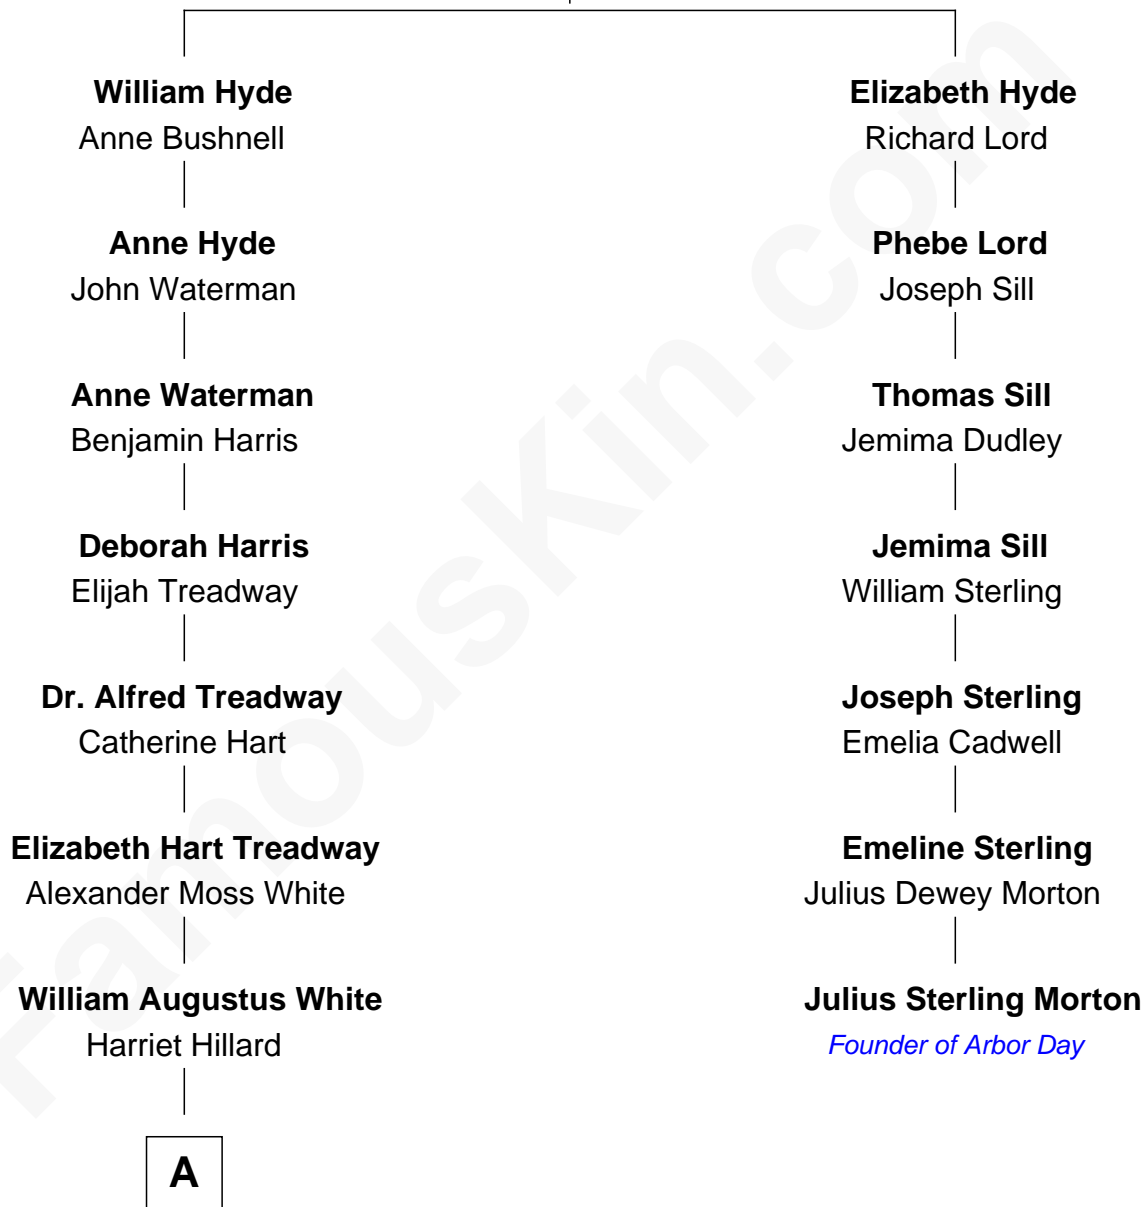 William Hyde
Anne Bushnell
Anne Hyde
John Waterman
Anne Waterman
Benjamin Harris
Deborah Harris
Elijah Treadway
Dr. Alfred Treadway
Catherine Hart
Elizabeth Hart Treadway
Alexander Moss White
William Augustus White
Harriet Hillard
A
Elizabeth Hyde
Richard Lord
Phebe Lord
Joseph Sill
Thomas Sill
Jemima Dudley
Jemima Sill
William Sterling
Joseph Sterling
Emelia Cadwell
Emeline Sterling
Julius Dewey Morton
Julius Sterling Morton
Founder of Arbor Day
FamousKin.com